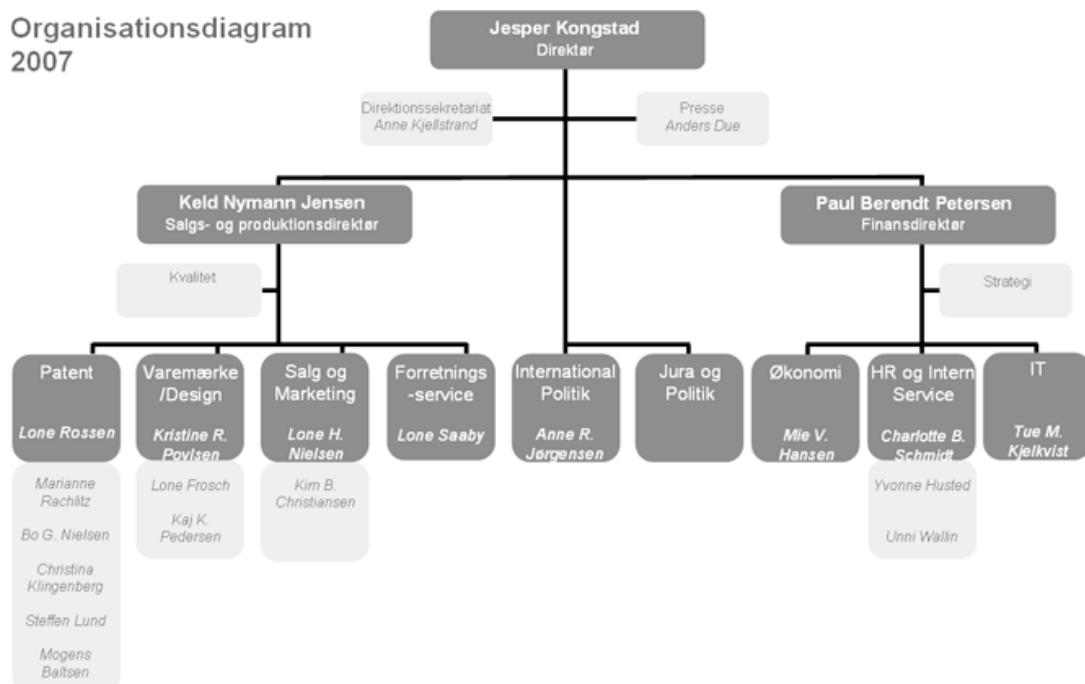 Organisationsdiagram
2007
Jesper Kongstad
Direktør
Direktionssekretariat
Anne Kjellstrand
Presse
Anders Due
Keld Nymann Jensen
Salgs- og produktionsdirektør
Paul Berendt Petersen
Finansdirektør
Kvalitet
Strategi
Patent
Lone Rossen
Varemærke
/Design
Kristine R.
Povlsen
Salg og
Marketing
Lone H.
Nielsen
Forretnings
-service
Lone Saaby
International
Politik
Anne R.
Jørgensen
Jura og
Politik
Økonomi
Mie V.
Hansen
HR og Intern
Service
Charlotte B.
Schmidt
IT
Tue M.
Kjelkvist
Marianne
Rachlitz
Bo G. Nielsen
Christina
Klingenberg
Steffen Lund
Mogens
Baltsen
Lone Frosch
Kaj K.
Pedersen
Kim B.
Christiansen
Yvonne Husted
Unni Wallin